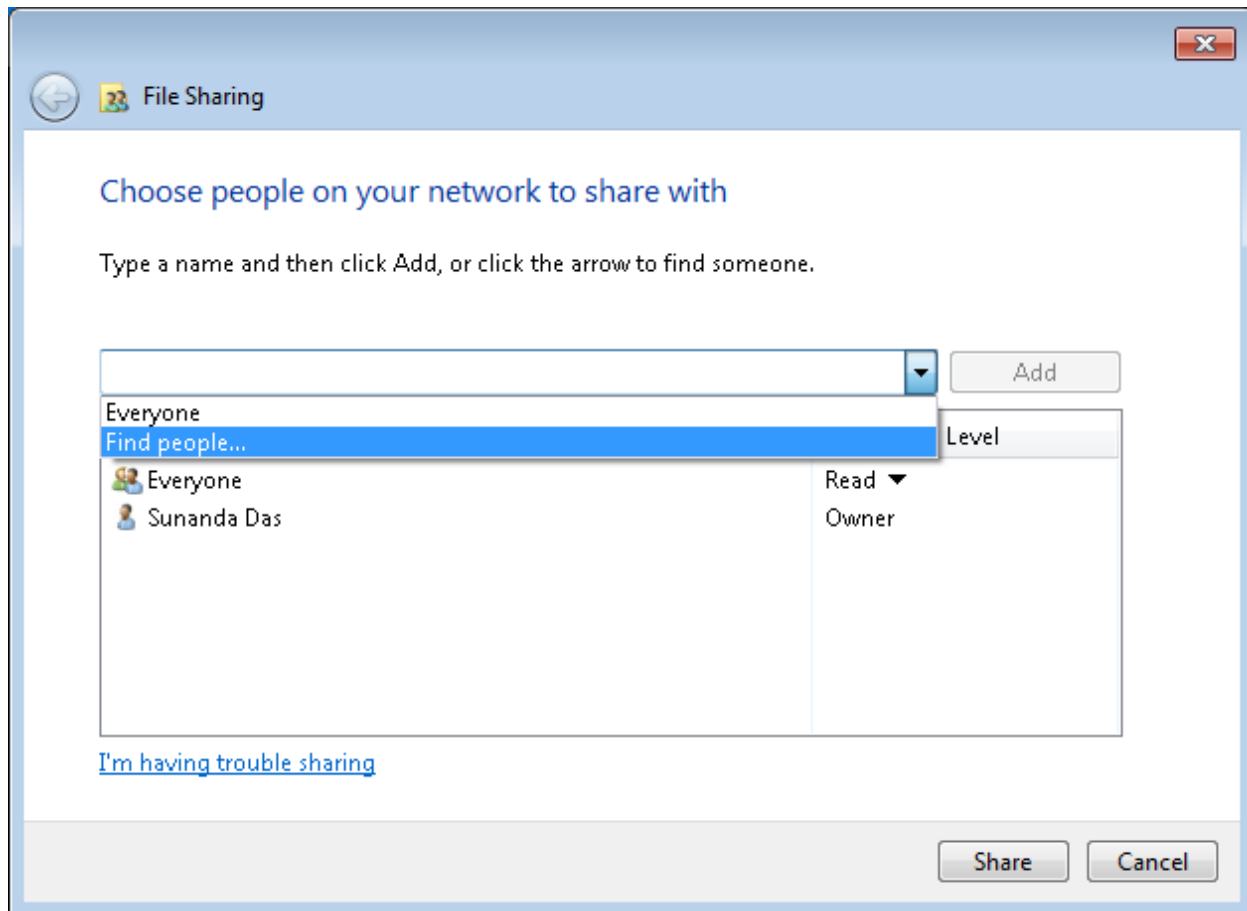 File Sharing
Choose people on your network to share with
Type a name and then click Add, or click the arrow to find someone.
Add
Everyone
Find people...
Level
Everyone Read
Sunanda Das Owner
I'm having trouble sharing
Share Cancel